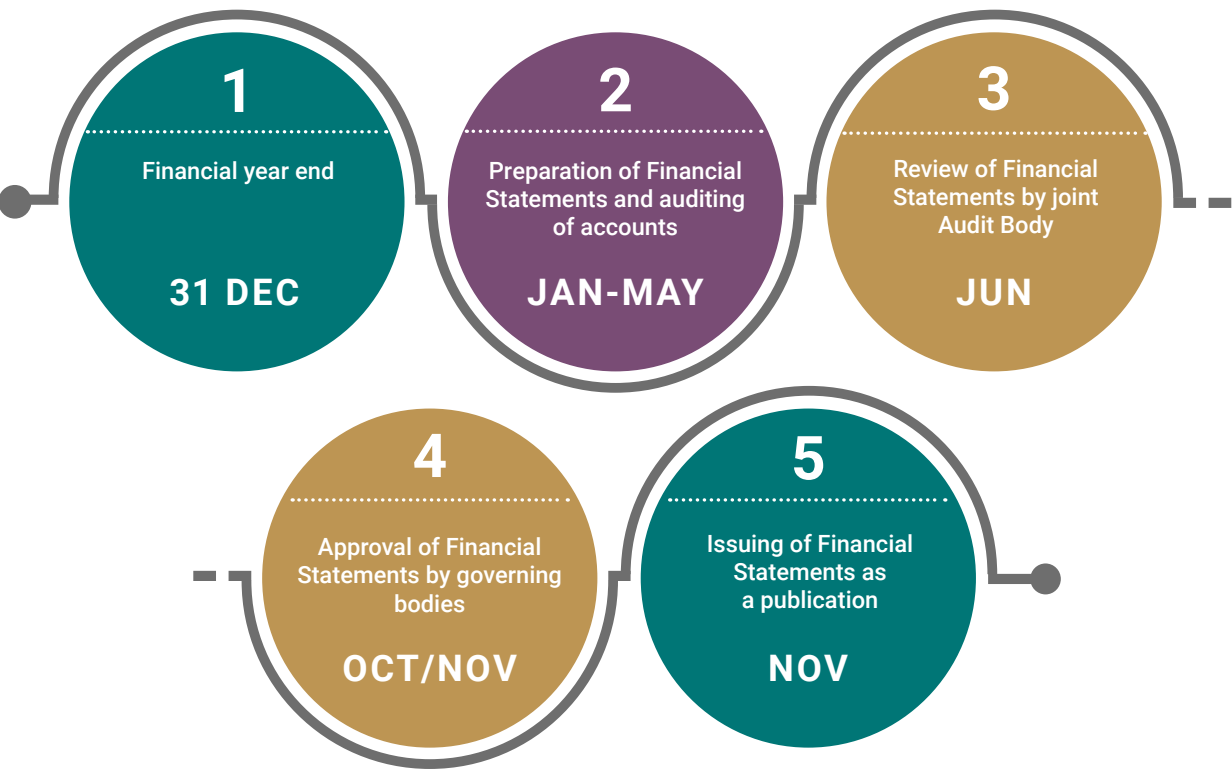 1
Financial year end
31 DEC
2
Preparation of Financial
Statements and auditing
of accounts
JAN-MAY
3
Review of Financial
Statements by joint
Audit Body
JUN
4
Approval of Financial
Statements by governing
bodies
OCT/NOV
5
Issuing of Financial
Statements as
a publication
NOV